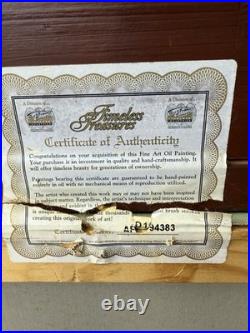 A Division of
A Division of
Timeless
Treasures
Certificate of Authenticity
Congratulations on your acquisition of this Fine Art Oil Painting.
Your purchase is an investment in quality and hand-craftsmanship. It
will offer timeless beauty for generations of ownership.
Paintings bearing this certificate are guaranteed to be hand-painted
entirely in oil with no mechanical means of reproduction utilized.
The artist who created this work may or may not have been inspired
subject matter. Regardless, the artist's technique and interpretation
thousands brush
creating this original work of art!
Certificate
194383